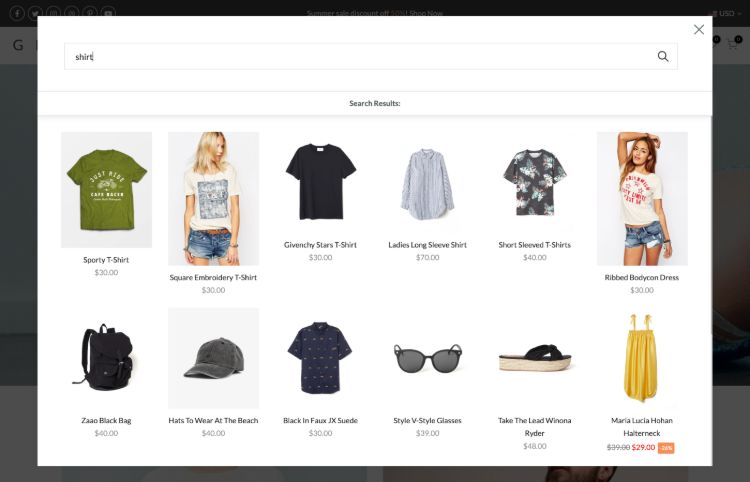 Summer sale discount off 50%! Shop Now
USD
G
0
0
shirt
Search Results:
JUST RIDE
CAFE RACER
Sporty T-Shirt
$30.00
Square Embroidery T-Shirt
$30.00
Givenchy Stars T-Shirt
$30.00
Ladies Long Sleeve Shirt
$70.00
Short Sleeved T-Shirts
$40.00
Ribbed Bodycon Dress
$30.00
Zaao Black Bag
$40.00
Hats To Wear At The Beach
$40.00
Black In Faux JX Suede
$30.00
Style V-Style Glasses
$39.00
Take The Lead Winona
Ryder
$48.00
Maria Lucia Hohan
Halterneck
$39.00 $29.00 -26%